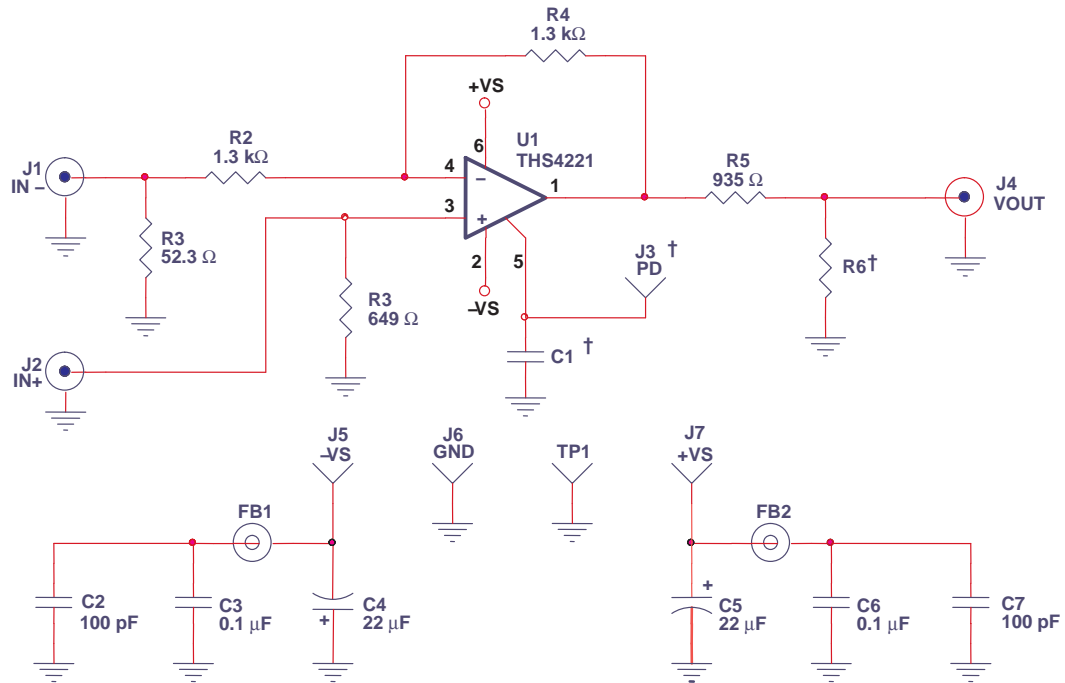 R4
1.3 kΩ
+VS
6
U1
THS4221
R2
1.3 kΩ
J1
IN –
4
–
3
+
1
R5
935 Ω
J4
VOUT
R3
52.3 Ω
2
5
–VS
J3 †
PD
R6†
R3
649 Ω
C1 †
J2
IN+
J5
–VS
J6
GND
TP1
J7
+VS
FB1
FB2
C2
100 pF
C3
0.1 μF
+
C4
22 μF
+
C5
22 μF
C6
0.1 μF
C7
100 pF